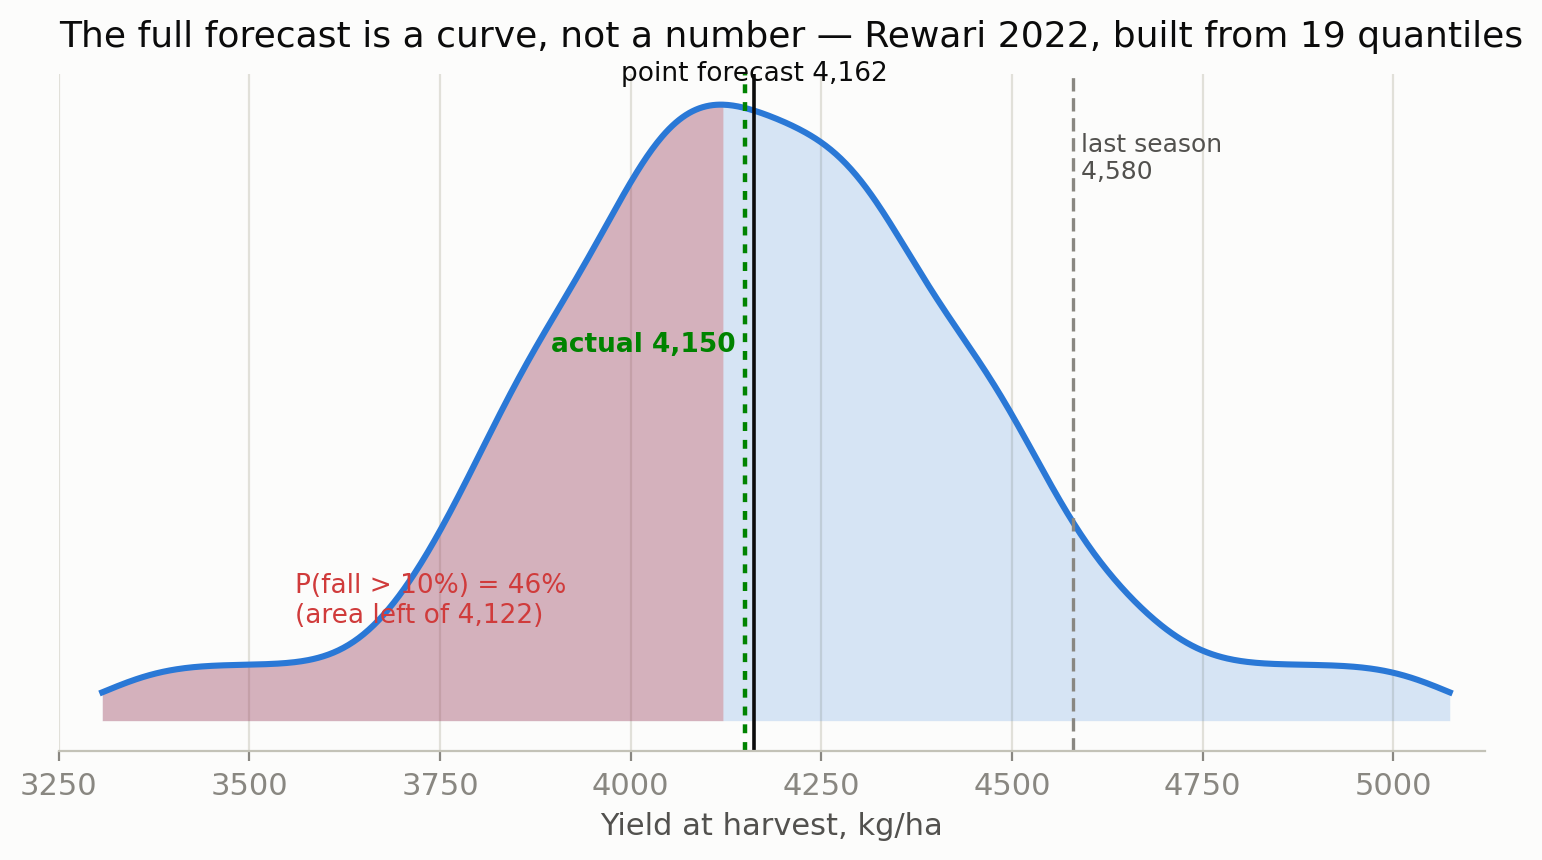 The full forecast is a curve, not a number — Rewari 2022, built from 19 quantiles
point forecast 4,162
last season
4,580
actual 4,150
P(fall > 10%) = 46%
(area left of 4,122)
3250 3500 3750 4000 4250 4500 4750 5000
Yield at harvest, kg/ha